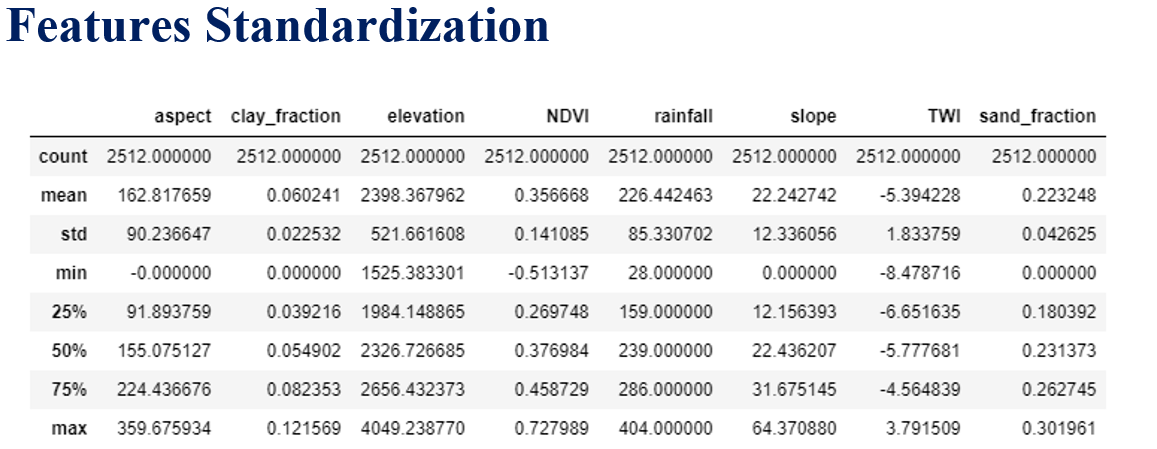 Features Standardization
aspect clay_fraction elevation NDVI rainfall slope TWI sand_fraction
count 2512.000000 2512.000000 2512.000000 2512.000000 2512.000000 2512.000000 2512.000000 2512.000000
mean 162.817659 0.060241 2398.367962 0.356668 226.442463 22.242742 -5.394228 0.223248
std 90.236647 0.022532 521.661608 0.141085 85.330702 12.336056 1.833759 0.042625
min -0.000000 0.000000 1525.383301 -0.513137 28.000000 0.000000 -8.478716 0.000000
25% 91.893759 0.039216 1984.148865 0.269748 159.000000 12.156393 -6.651635 0.180392
50% 155.075127 0.054902 2326.726685 0.376984 239.000000 22.436207 -5.777681 0.231373
75% 224.436676 0.082353 2656.432373 0.458729 286.000000 31.675145 -4.564839 0.262745
max 359.675934 0.121569 4049.238770 0.727989 404.000000 64.370880 3.791509 0.301961